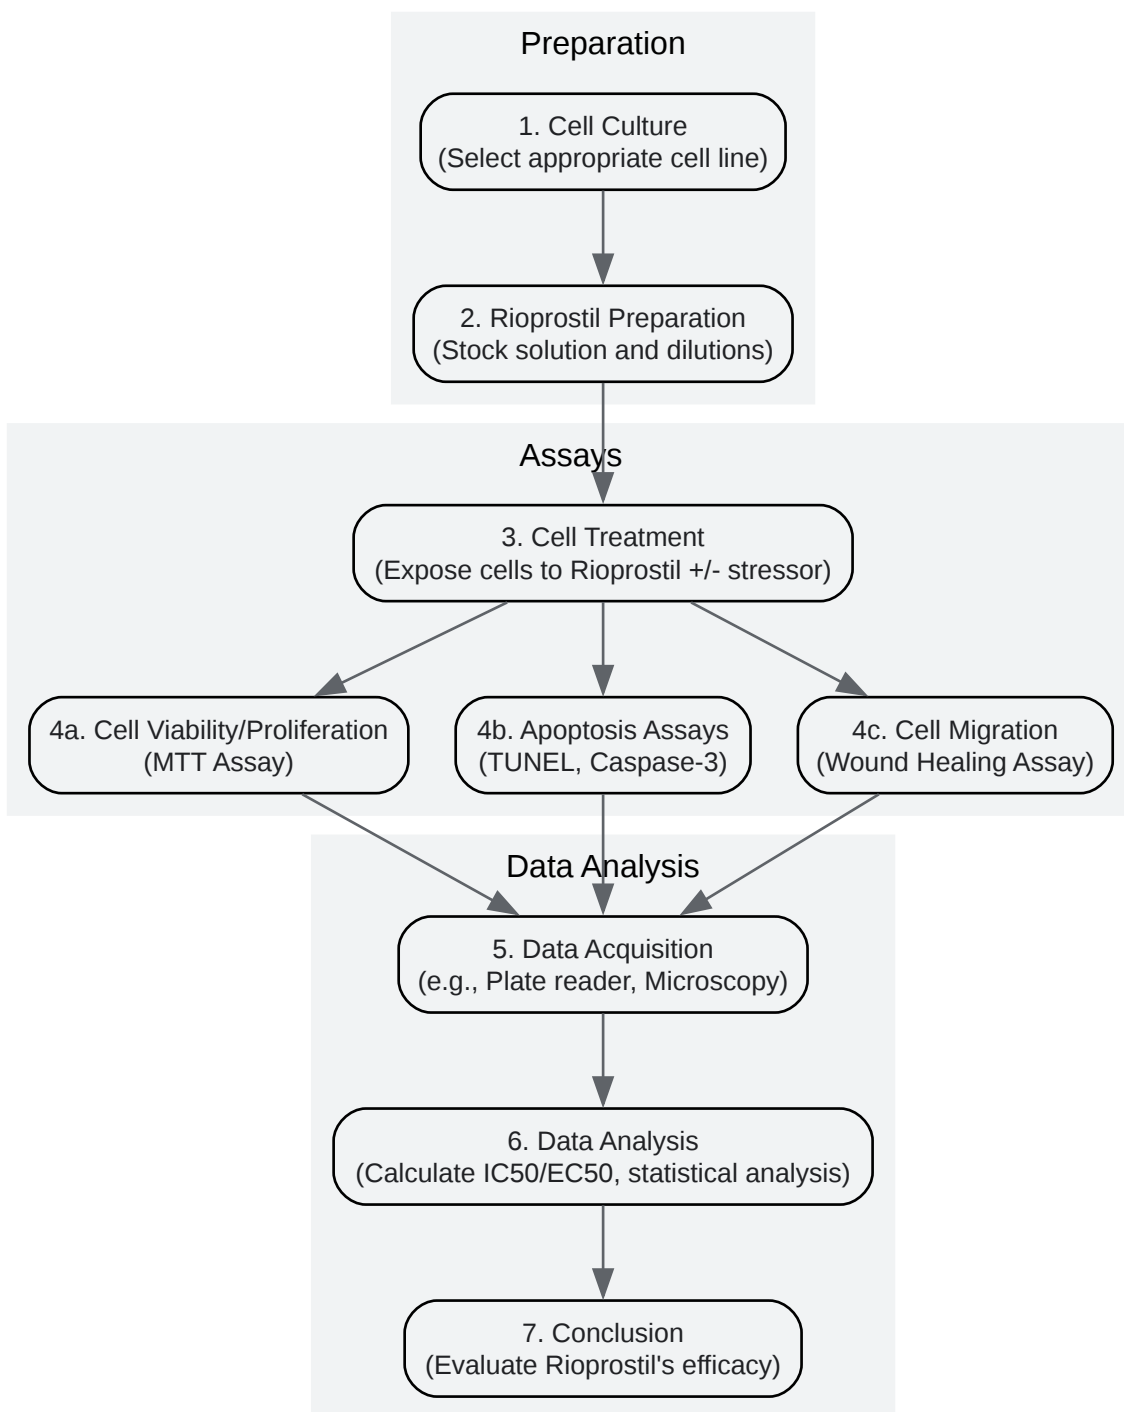 Preparation
1. Cell Culture
(Select appropriate cell line)
2. Rioprostil Preparation
(Stock solution and dilutions)
Assays
3. Cell Treatment
(Expose cells to Rioprostil +/- stressor)
4a. Cell Viability/Proliferation
(MTT Assay)
4b. Apoptosis Assays
(TUNEL, Caspase-3)
4c. Cell Migration
(Wound Healing Assay)
Data Analysis
5. Data Acquisition
(e.g., Plate reader, Microscopy)
6. Data Analysis
(Calculate IC50/EC50, statistical analysis)
7. Conclusion
(Evaluate Rioprostil's efficacy)